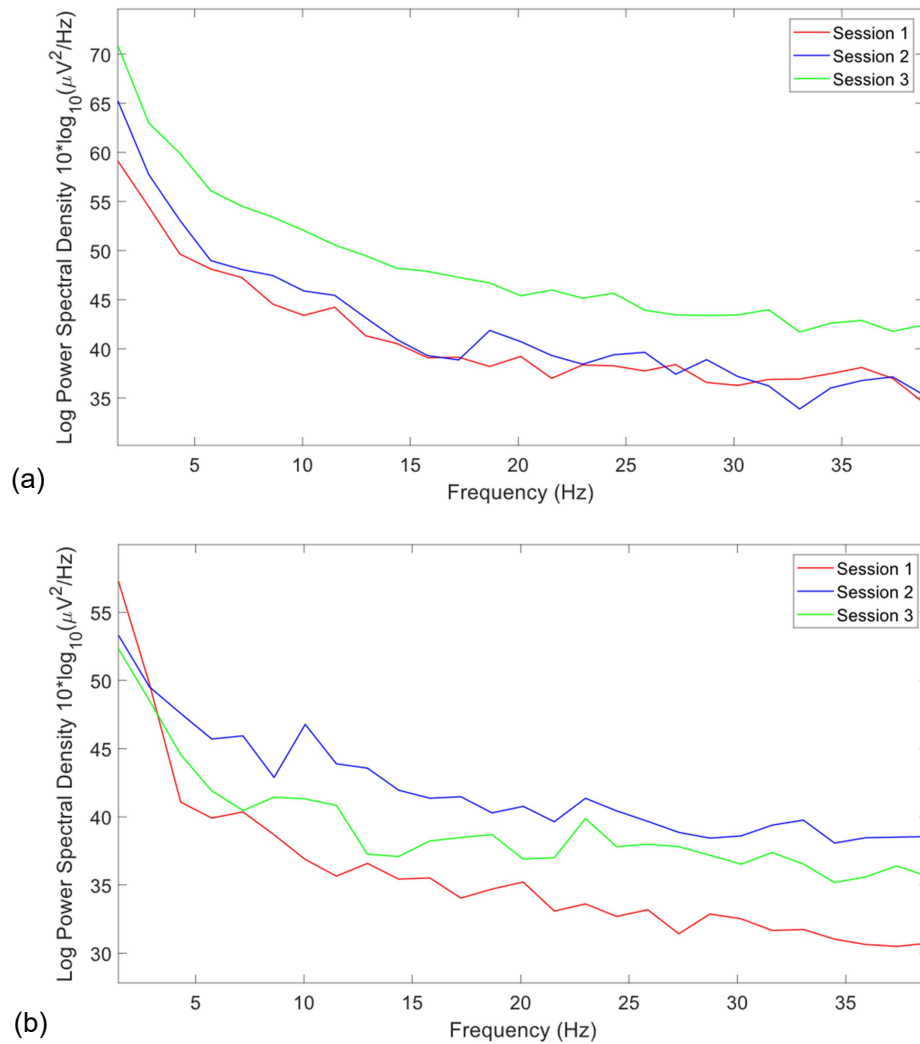 Log Power Spectral Density 10*log10(μV²/Hz)
70
65
60
55
50
45
40
35
Session 1
Session 2
Session 3
5 10 15 20 25 30 35
Frequency (Hz)
(a)
Log Power Spectral Density 10*log10(μV²/Hz)
55
50
45
40
35
30
Session 1
Session 2
Session 3
5 10 15 20 25 30 35
Frequency (Hz)
(b)